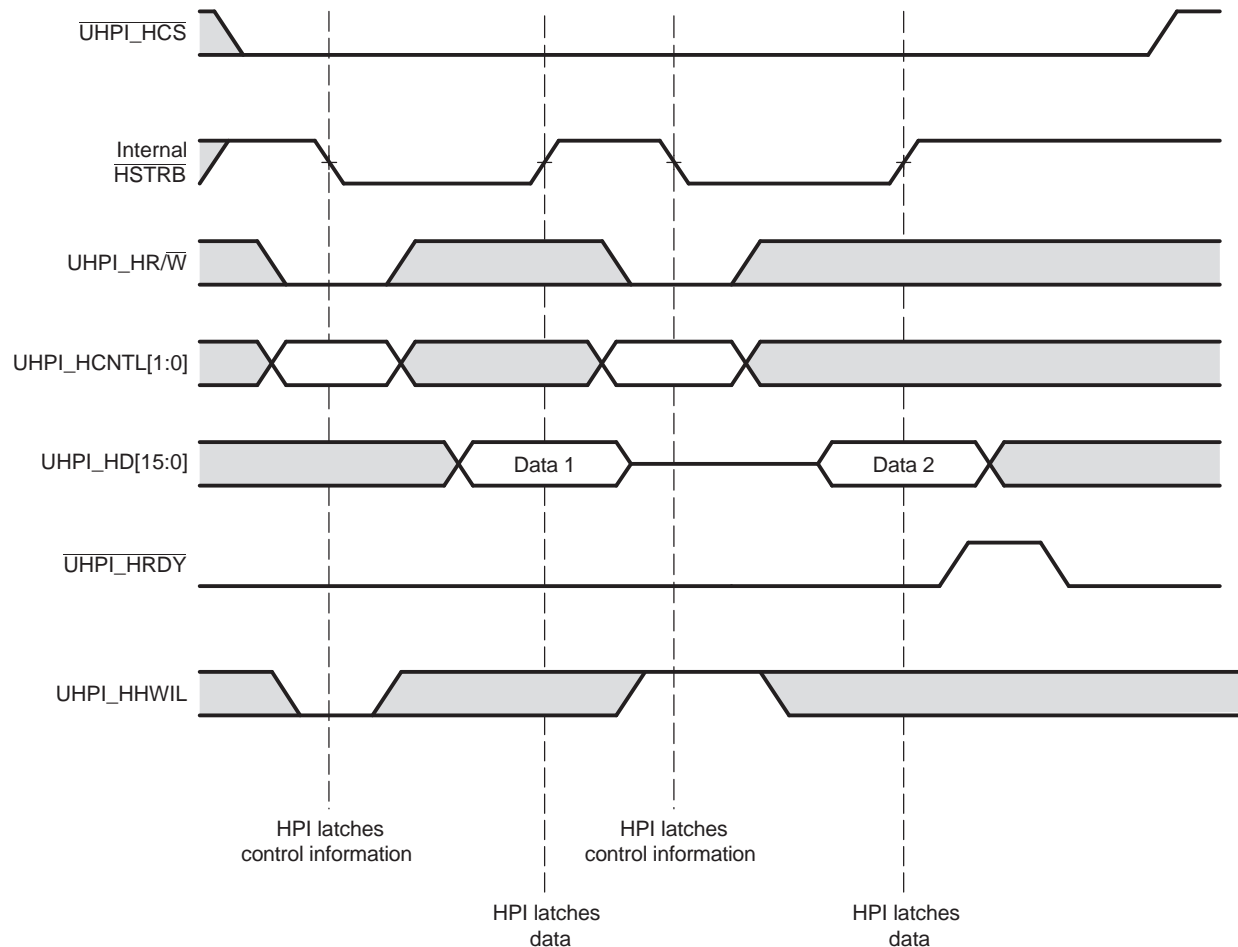 UHPI_HCS
Internal
HSTRB
UHPI_HR/W
UHPI_HCNTL[1:0]
UHPI_HD[15:0]
Data 1
Data 2
UHPI_HRDY
UHPI_HHWIL
HPI latches
control information
HPI latches
control information
HPI latches
data
HPI latches
data